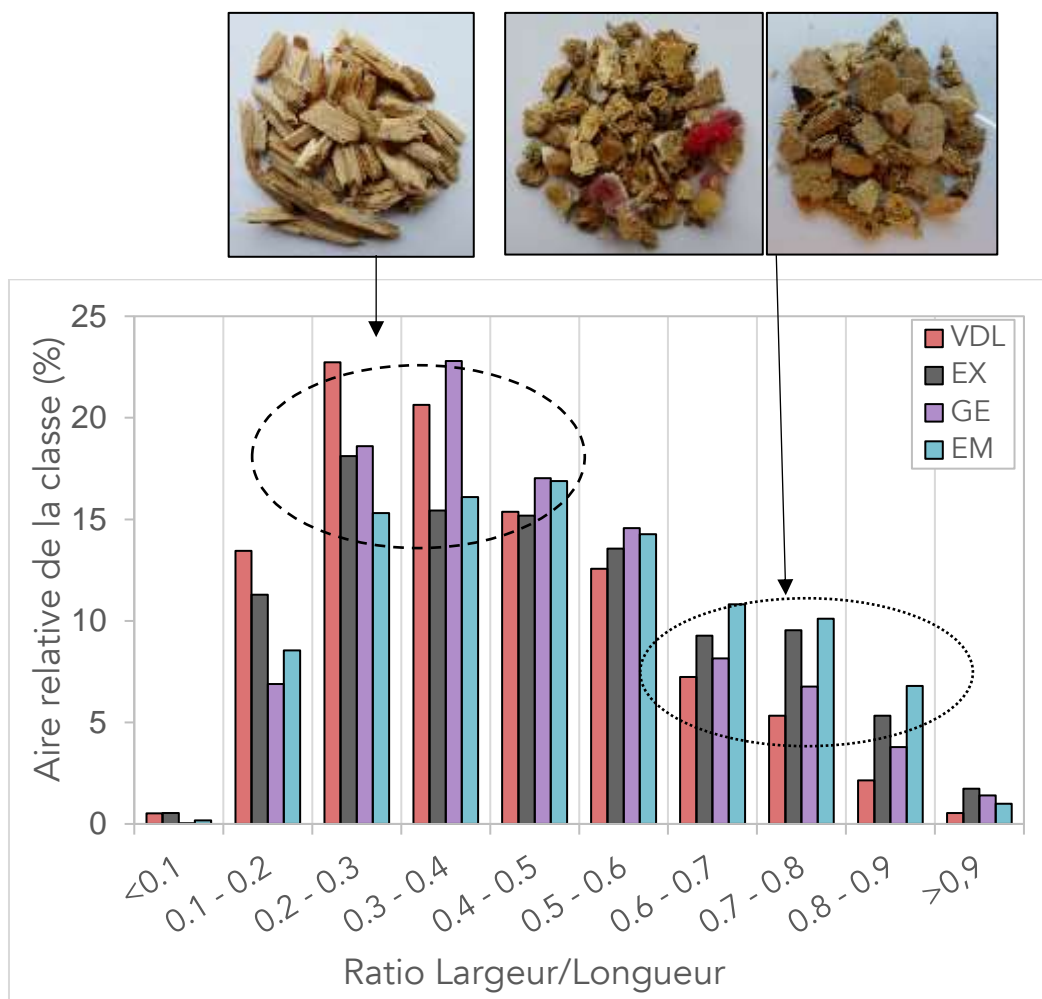 25
20
15
10
5
0
Aire relative de la classe (%)
VDL
EX
GE
EM
<0.1
0.1 - 0.2
0.2 - 0.3
0.3 - 0.4
0.4 - 0.5
0.5 - 0.6
0.6 - 0.7
0.7 - 0.8
0.8 - 0.9
>0,9
Ratio Largeur/Longueur